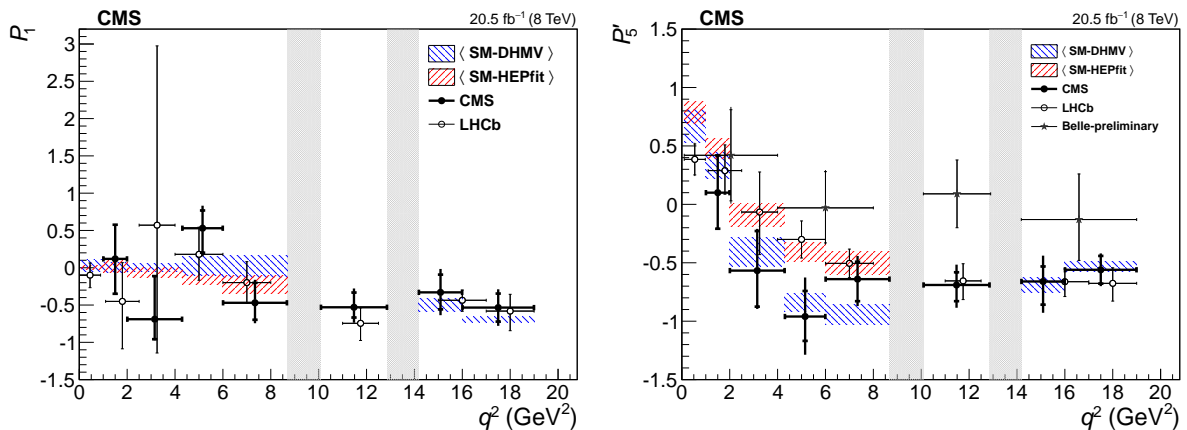 CMS
20.5 fb⁻¹ (8 TeV)
P₁
3
2.5
2
1.5
1
0.5
0
-0.5
-1
-1.5
⟨ SM-DHMV ⟩
⟨ SM-HEPfit ⟩
CMS
LHCb
0 2 4 6 8 10 12 14 16 18 20
q² (GeV²)
20.5 fb⁻¹ (8 TeV)
CMS
P₅′
1.5
1
0.5
0
-0.5
-1
-1.5
⟨ SM-DHMV ⟩
⟨ SM-HEPfit ⟩
CMS
LHCb
Belle-preliminary
0 2 4 6 8 10 12 14 16 18 20
q² (GeV²)